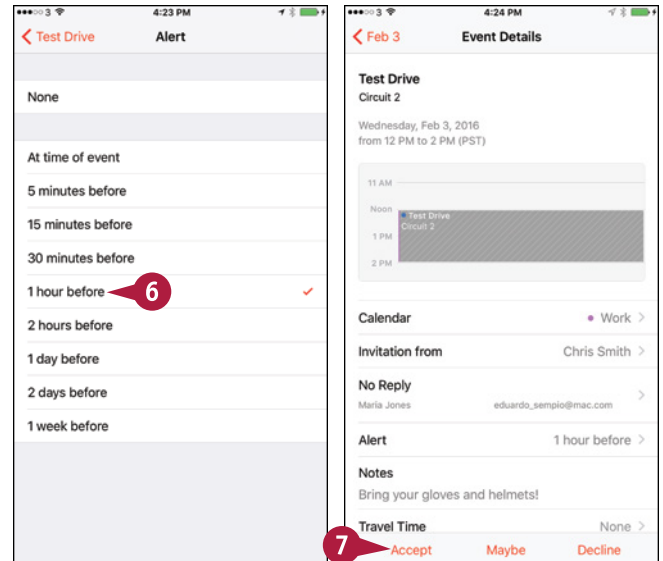 3
4:23 PM
Test Drive
Alert
None
At time of event
5 minutes before
15 minutes before
30 minutes before
1 hour before
6
2 hours before
1 day before
2 days before
1 week before
3
4:24 PM
Feb 3
Event Details
Test Drive
Circuit 2
Wednesday, Feb 3, 2016
from 12 PM to 2 PM (PST)
11 AM
Noon
Test Drive
Circuit 2
1 PM
2 PM
Calendar
Work
Invitation from
Chris Smith
No Reply
Maria Jones
eduardo_sempio@mac.com
Alert
1 hour before
Notes
Bring your gloves and helmets!
Travel Time
None
7
Accept
Maybe
Decline